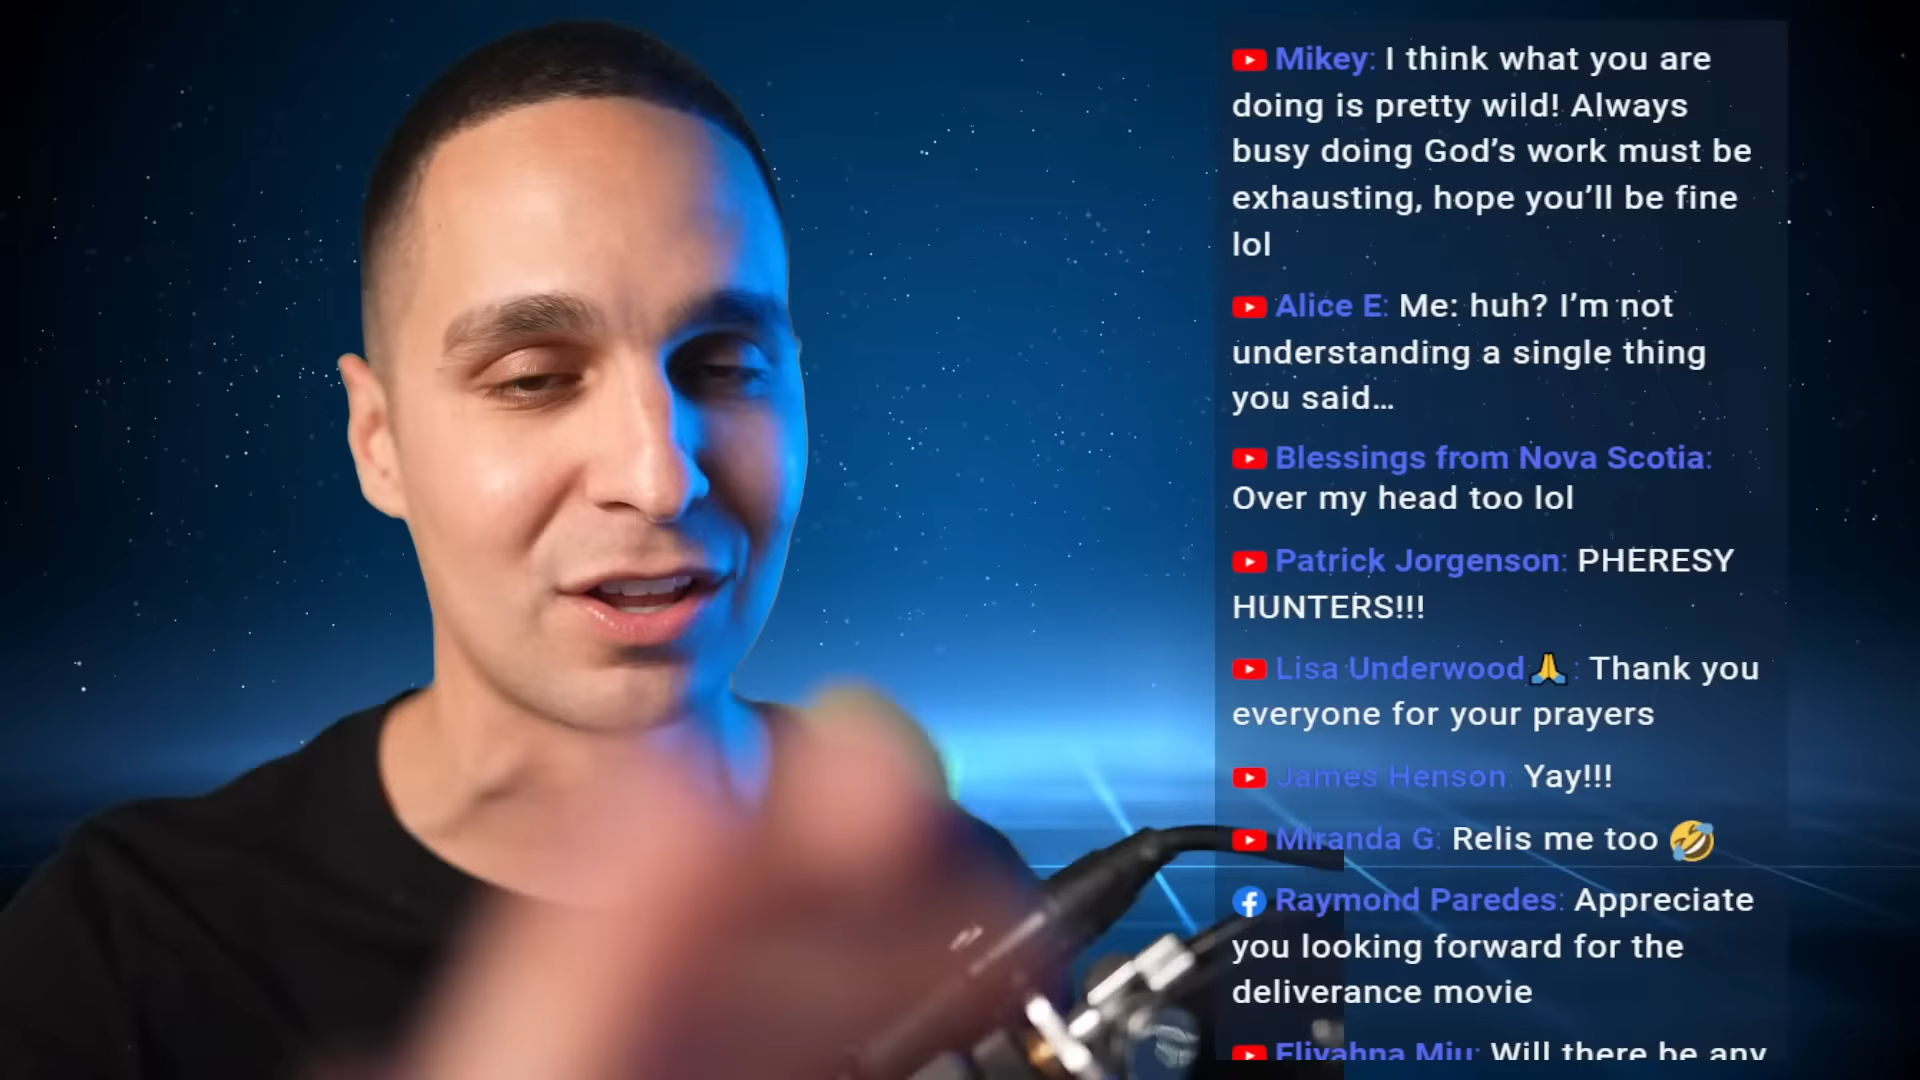 Mikey: I think what you are
doing is pretty wild! Always
busy doing God’s work must be
exhausting, hope you’ll be fine
lol
Alice E: Me: huh? I’m not
understanding a single thing
you said…
Blessings from Nova Scotia:
Over my head too lol
Patrick Jorgenson: PHERESY
HUNTERS!!!
Lisa Underwood🙏: Thank you
everyone for your prayers
James Henson: Yay!!!
Miranda G: Relis me too 🤣
Raymond Paredes: Appreciate
you looking forward for the
deliverance movie
Eliyahna Miu: Will there be any